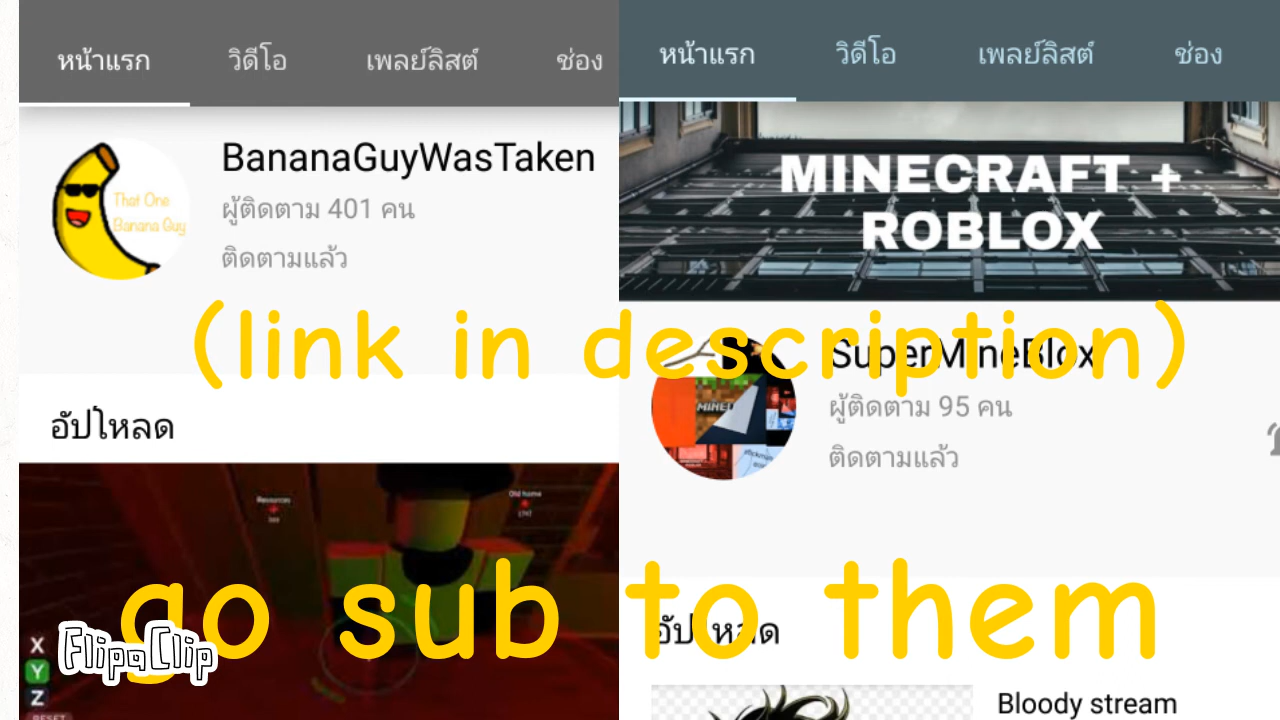 หน้าแรก วิดีโอ เพลย์ลิสต์ ช่อง
BananaGuyWasTaken
That One
Banana Guy
ผู้ติดตาม 401 คน
ติดตามแล้ว
อัปโหลด
Resources
Old home
X
Y
Z
RESET
FlipaClip
หน้าแรก วิดีโอ เพลย์ลิสต์ ช่อง
MINECRAFT +
ROBLOX
SuperMineBlox
ผู้ติดตาม 95 คน
ติดตามแล้ว
อัปโหลด
Bloody stream
(link in description)
go sub to them